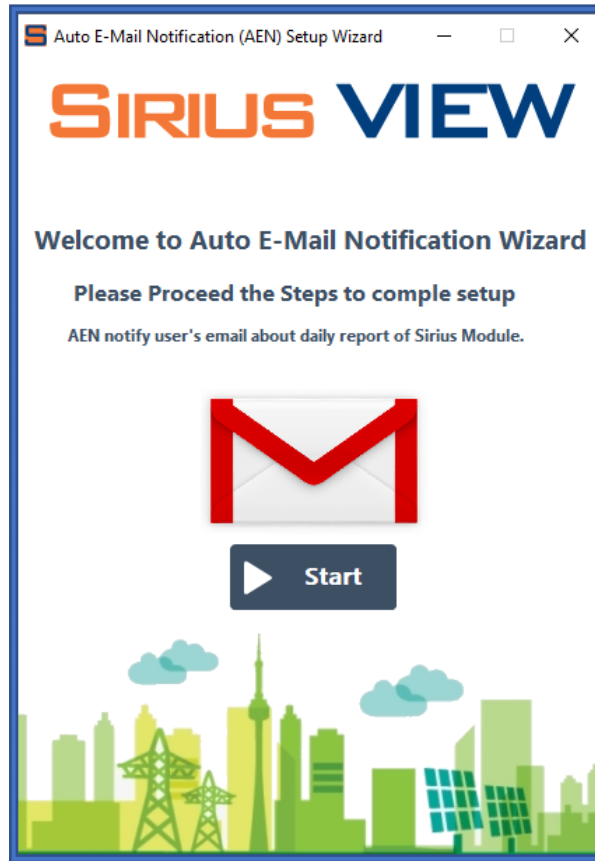 Auto E-Mail Notification (AEN) Setup Wizard
SIRIUS VIEW
Welcome to Auto E-Mail Notification Wizard
Please Proceed the Steps to comple setup
AEN notify user's email about daily report of Sirius Module.
Start